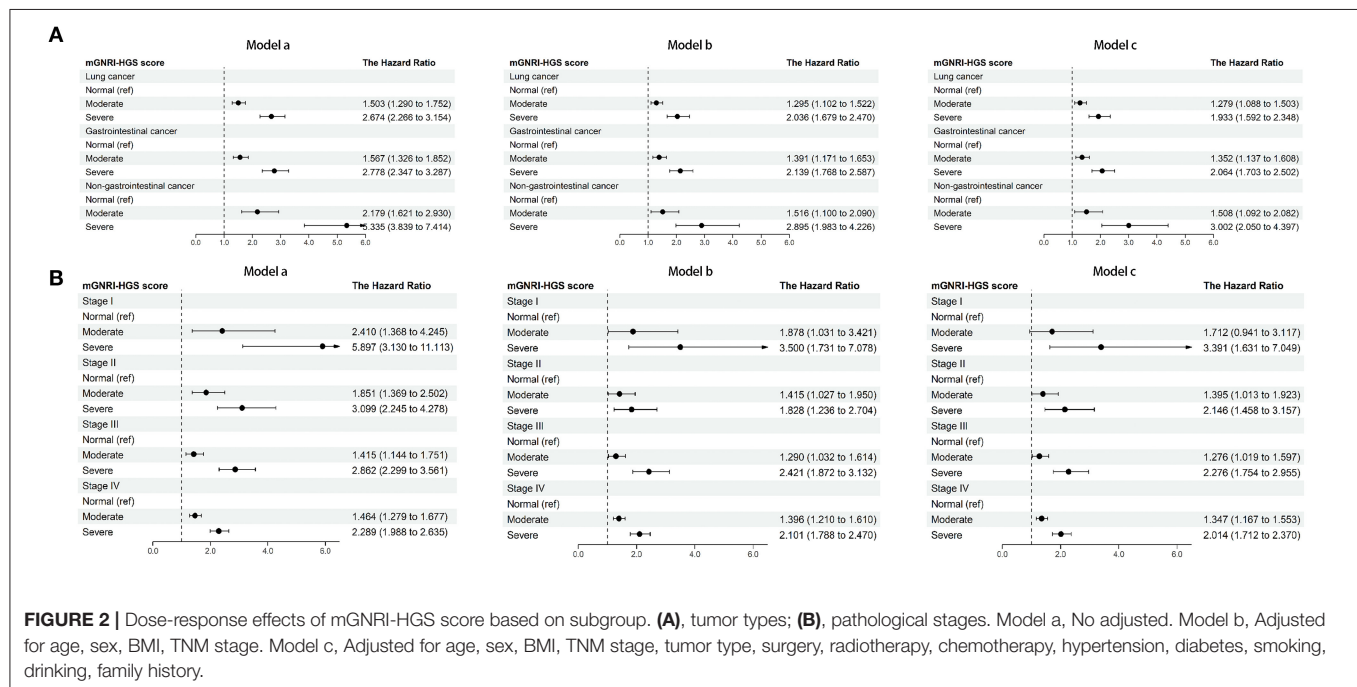 A
Model a
mGNRI-HGS score The Hazard Ratio
Lung cancer
Normal (ref)
Moderate 1.503 (1.290 to 1.752)
Severe 2.674 (2.266 to 3.154)
Gastrointestinal cancer
Normal (ref)
Moderate 1.567 (1.326 to 1.852)
Severe 2.778 (2.347 to 3.287)
Non-gastrointestinal cancer
Normal (ref)
Moderate 2.179 (1.621 to 2.930)
Severe 5.335 (3.839 to 7.414)
0.0 1.0 2.0 3.0 4.0 5.0 6.0
Model b
mGNRI-HGS score The Hazard Ratio
Lung cancer
Normal (ref)
Moderate 1.295 (1.102 to 1.522)
Severe 2.036 (1.679 to 2.470)
Gastrointestinal cancer
Normal (ref)
Moderate 1.391 (1.171 to 1.653)
Severe 2.139 (1.768 to 2.587)
Non-gastrointestinal cancer
Normal (ref)
Moderate 1.516 (1.100 to 2.090)
Severe 2.895 (1.983 to 4.226)
0.0 1.0 2.0 3.0 4.0 5.0 6.0
Model c
mGNRI-HGS score The Hazard Ratio
Lung cancer
Normal (ref)
Moderate 1.279 (1.088 to 1.503)
Severe 1.933 (1.592 to 2.348)
Gastrointestinal cancer
Normal (ref)
Moderate 1.352 (1.137 to 1.608)
Severe 2.064 (1.703 to 2.502)
Non-gastrointestinal cancer
Normal (ref)
Moderate 1.508 (1.092 to 2.082)
Severe 3.002 (2.050 to 4.397)
0.0 1.0 2.0 3.0 4.0 5.0 6.0
B
Model a
mGNRI-HGS score The Hazard Ratio
Stage I
Normal (ref)
Moderate 2.410 (1.368 to 4.245)
Severe 5.897 (3.130 to 11.113)
Stage II
Normal (ref)
Moderate 1.851 (1.369 to 2.502)
Severe 3.099 (2.245 to 4.278)
Stage III
Normal (ref)
Moderate 1.415 (1.144 to 1.751)
Severe 2.862 (2.299 to 3.561)
Stage IV
Normal (ref)
Moderate 1.464 (1.279 to 1.677)
Severe 2.289 (1.988 to 2.635)
0.0 2.0 4.0 6.0
Model b
mGNRI-HGS score The Hazard Ratio
Stage I
Normal (ref)
Moderate 1.878 (1.031 to 3.421)
Severe 3.500 (1.731 to 7.078)
Stage II
Normal (ref)
Moderate 1.415 (1.027 to 1.950)
Severe 1.828 (1.236 to 2.704)
Stage III
Normal (ref)
Moderate 1.290 (1.032 to 1.614)
Severe 2.421 (1.872 to 3.132)
Stage IV
Normal (ref)
Moderate 1.396 (1.210 to 1.610)
Severe 2.101 (1.788 to 2.470)
0.0 2.0 4.0 6.0
Model c
mGNRI-HGS score The Hazard Ratio
Stage I
Normal (ref)
Moderate 1.712 (0.941 to 3.117)
Severe 3.391 (1.631 to 7.049)
Stage II
Normal (ref)
Moderate 1.395 (1.013 to 1.923)
Severe 2.146 (1.458 to 3.157)
Stage III
Normal (ref)
Moderate 1.276 (1.019 to 1.597)
Severe 2.276 (1.754 to 2.955)
Stage IV
Normal (ref)
Moderate 1.347 (1.167 to 1.553)
Severe 2.014 (1.712 to 2.370)
0.0 2.0 4.0 6.0
FIGURE 2 | Dose-response effects of mGNRI-HGS score based on subgroup. (A), tumor types; (B), pathological stages. Model a, No adjusted. Model b, Adjusted
for age, sex, BMI, TNM stage. Model c, Adjusted for age, sex, BMI, TNM stage, tumor type, surgery, radiotherapy, chemotherapy, hypertension, diabetes, smoking,
drinking, family history.